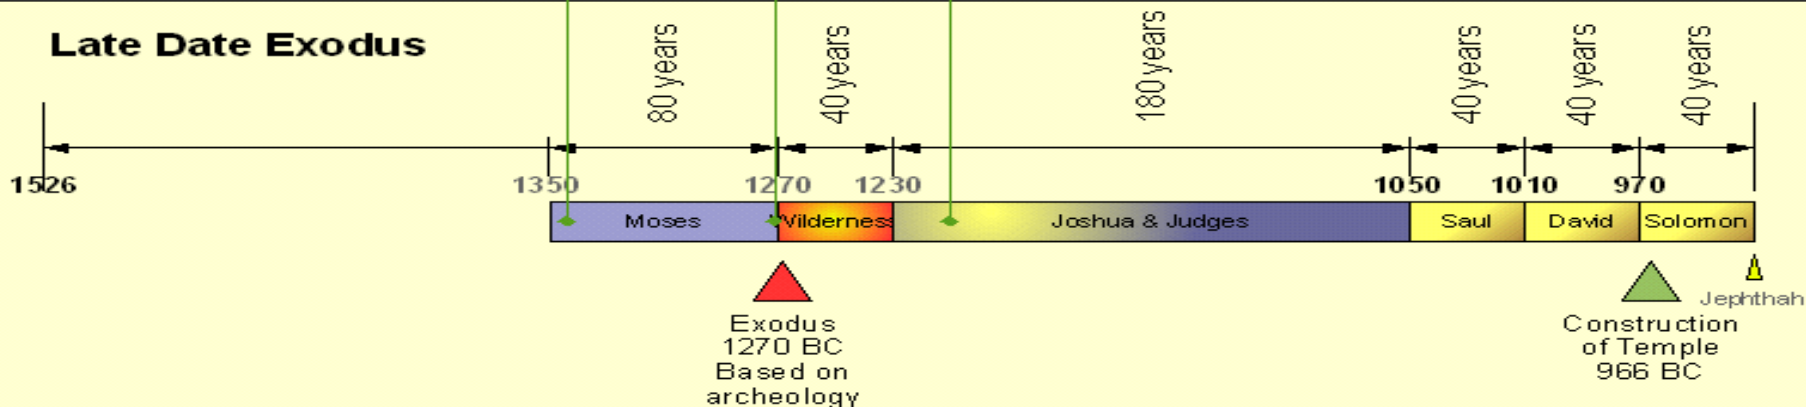 Late Date Exodus
80 years
40 years
180 years
40 years
40 years
40 years
1526
1350
1270
1230
1050
1010
970
Moses
Wilderness
Joshua & Judges
Saul
David
Solomon
Jephthah
Exodus
1270 BC
Based on
archeology
Construction
of Temple
966 BC